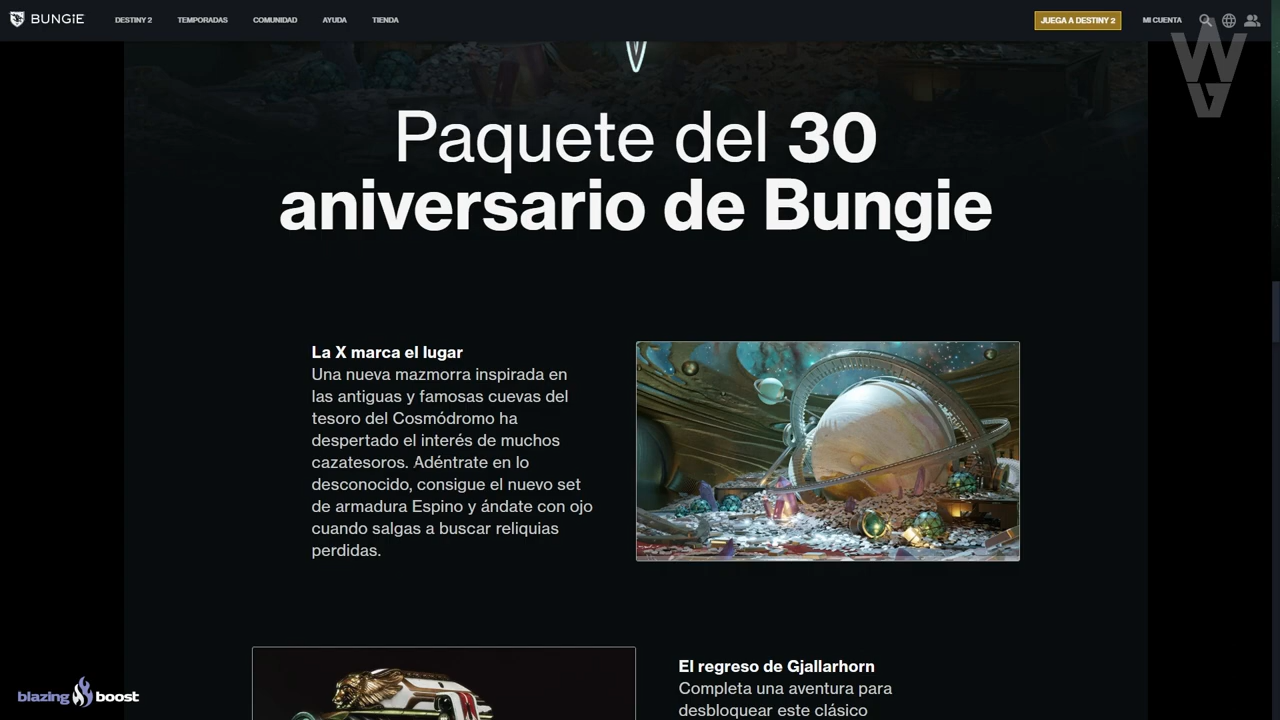 BUNGiE
DESTINY 2
TEMPORADAS
COMUNIDAD
AYUDA
TIENDA
JUEGA A DESTINY 2
MI CUENTA
W
G
Paquete del 30
aniversario de Bungie
La X marca el lugar
Una nueva mazmorra inspirada en
las antiguas y famosas cuevas del
tesoro del Cosmódromo ha
despertado el interés de muchos
cazatesoros. Adéntrate en lo
desconocido, consigue el nuevo set
de armadura Espino y ándate con ojo
cuando salgas a buscar reliquias
perdidas.
El regreso de Gjallarhorn
Completa una aventura para
desbloquear este clásico
blazing boost